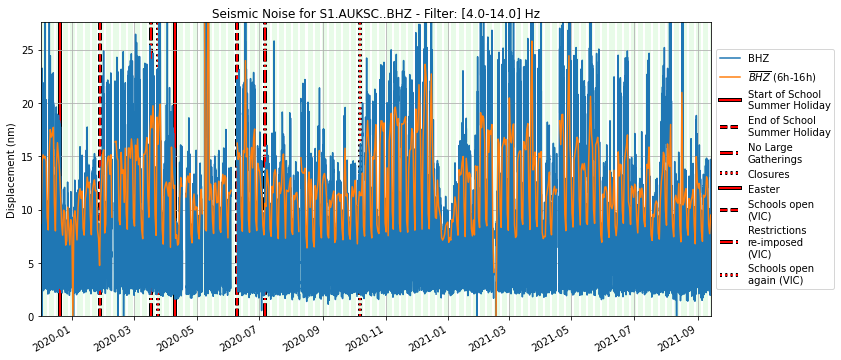 Seismic Noise for S1.AUKSC..BHZ - Filter: [4.0-14.0] Hz
Displacement (nm)
25
20
15
10
5
0
2020-01
2020-03
2020-05
2020-07
2020-09
2020-11
2021-01
2021-03
2021-05
2021-07
2021-09
BHZ
BHZ (6h-16h)
Start of School
Summer Holiday
End of School
Summer Holiday
No Large
Gatherings
Closures
Easter
Schools open
(VIC)
Restrictions
re-imposed
(VIC)
Schools open
again (VIC)